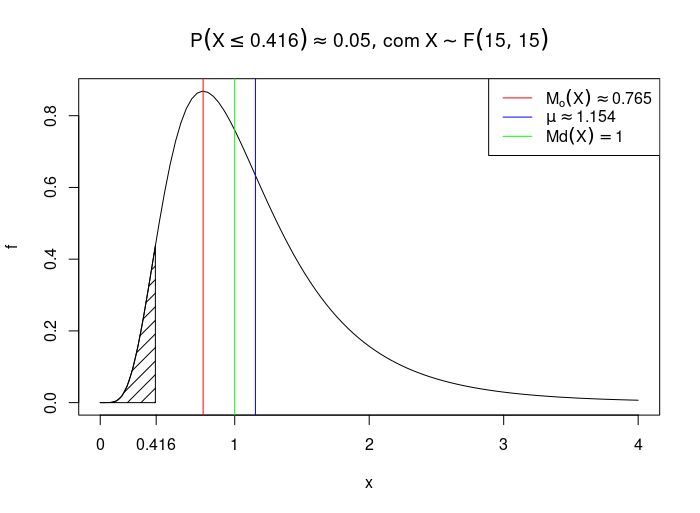 P(X ≤ 0.416) ≈ 0.05, com X ~ F(15, 15)
Mo(X) ≈ 0.765
μ ≈ 1.154
Md(X) = 1
0.8
0.6
0.4
0.2
0.0
f
0 0.416 1 2 3 4
x